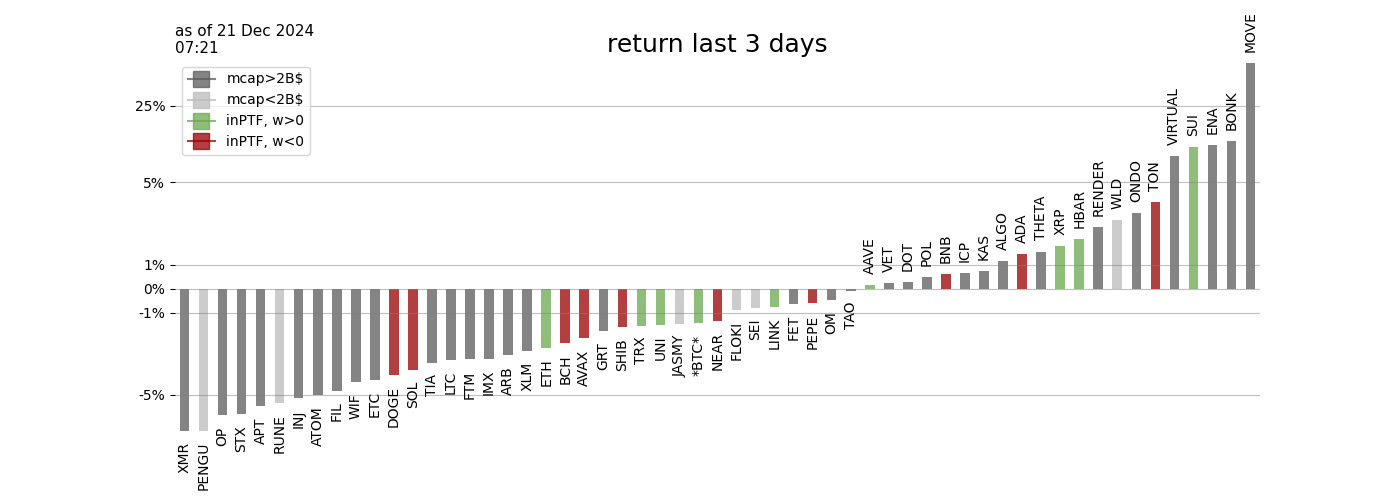 as of 21 Dec 2024
07:21
return last 3 days
mcap>2B$
mcap<2B$
inPTF, w>0
inPTF, w<0
25%
5%
1%
0%
-1%
-5%
XMR
PENGU
OP
STX
APT
RUNE
INJ
ATOM
FIL
WIF
ETC
DOGE
SOL
TIA
LTC
FTM
IMX
ARB
XLM
ETH
BCH
AVAX
GRT
SHIB
TRX
UNI
JASMY
*BTC*
NEAR
FLOKI
SEI
LINK
FET
PEPE
OM
TAO
AAVE
VET
DOT
POL
BNB
ICP
KAS
ALGO
ADA
THETA
XRP
HBAR
RENDER
WLD
ONDO
TON
VIRTUAL
SUI
ENA
BONK
MOVE